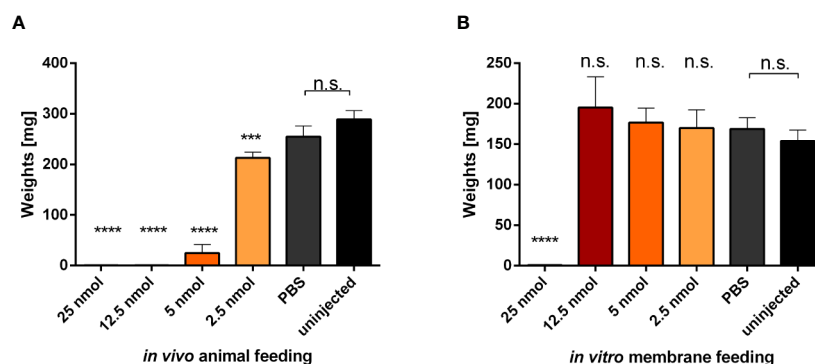 A
Weights [mg]
400
300
200
100
0
****
****
****
***
n.s.
25 nmol
12.5 nmol
5 nmol
2.5 nmol
PBS
uninjected
in vivo animal feeding
B
Weights [mg]
250
200
150
100
50
0
****
n.s.
n.s.
n.s.
n.s.
25 nmol
12.5 nmol
5 nmol
2.5 nmol
PBS
uninjected
in vitro membrane feeding